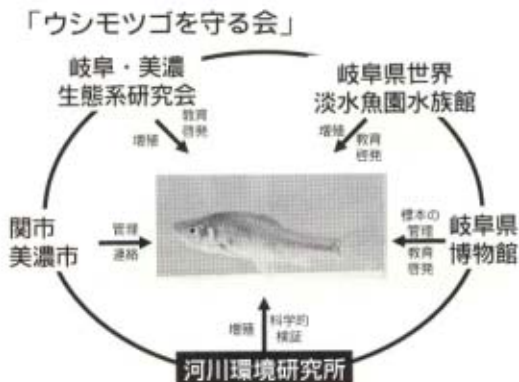 「ウシモツゴを守る会」
岐阜・美濃
生態系研究会
増殖
教育
啓発
岐阜県世界
淡水魚園水族館
増殖
教育
啓発
関市
美濃市
管理
連絡
標本の
管理
教育
啓発
岐阜県
博物館
増殖
科学的
検証
河川環境研究所